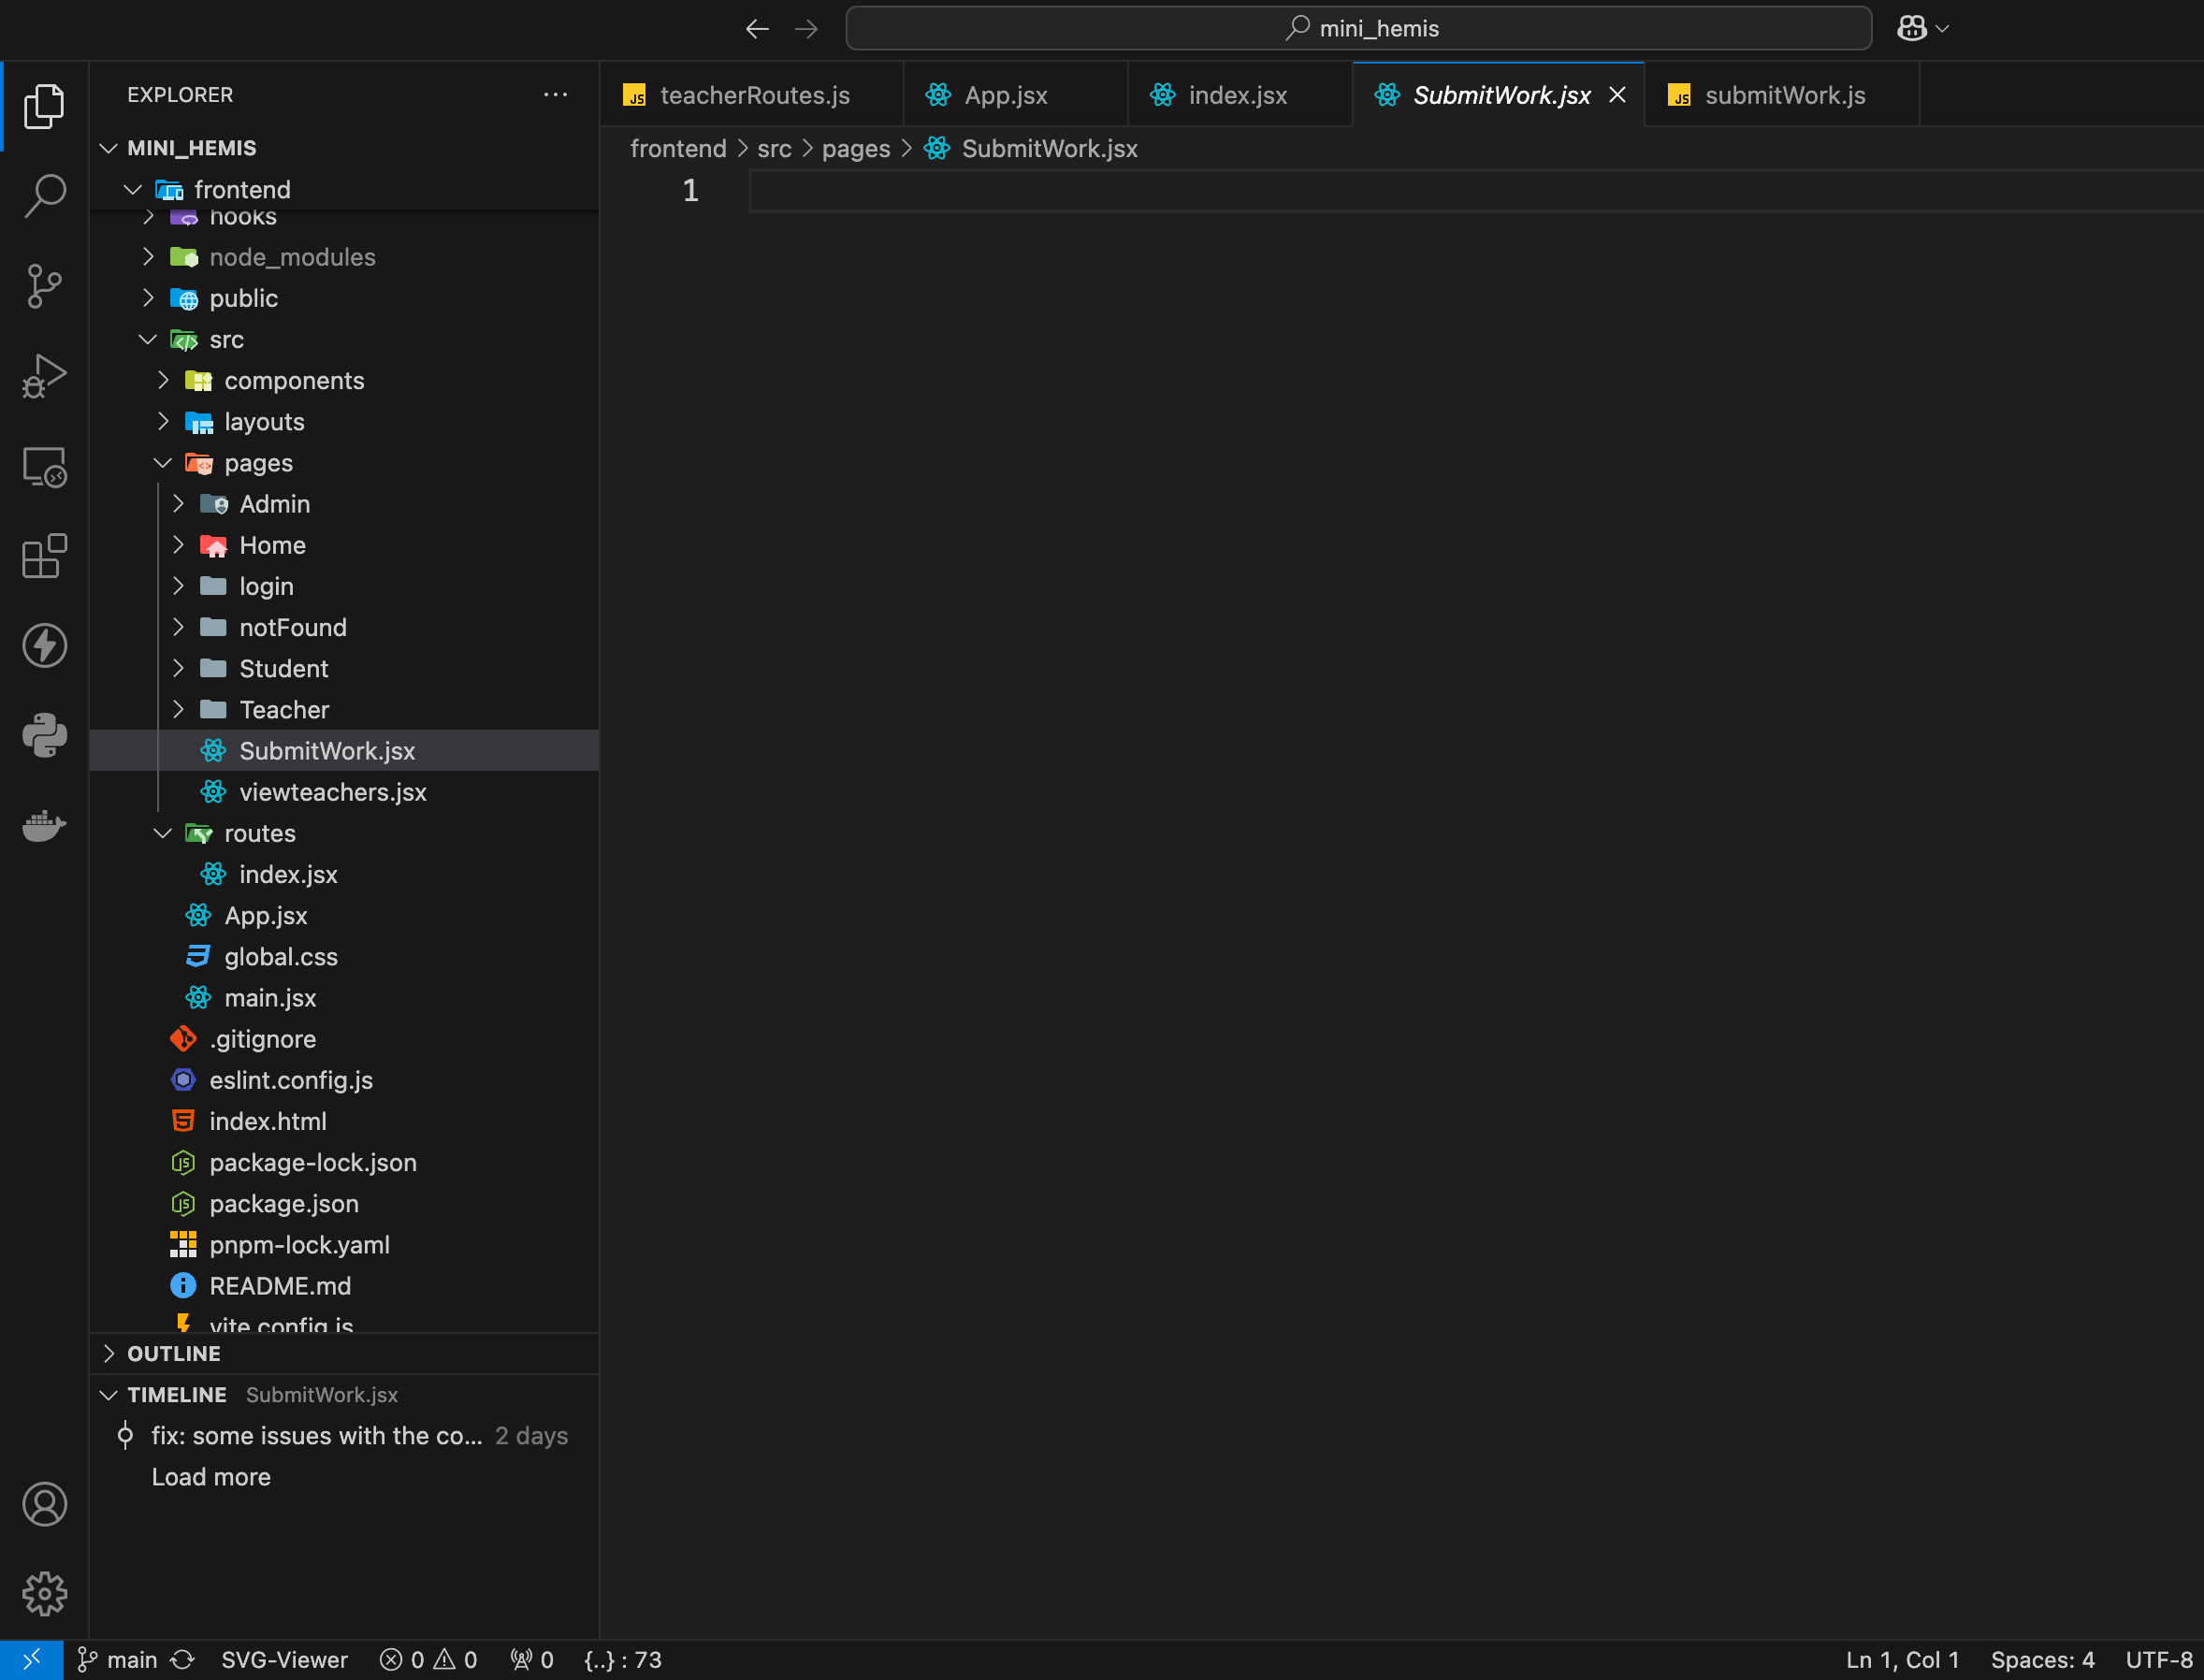 mini_hemis
EXPLORER
MINI_HEMIS
frontend
hooks
node_modules
public
src
components
layouts
pages
Admin
Home
login
notFound
Student
Teacher
SubmitWork.jsx
viewteachers.jsx
routes
index.jsx
App.jsx
global.css
main.jsx
.gitignore
eslint.config.js
index.html
package-lock.json
package.json
pnpm-lock.yaml
README.md
vite.config.js
OUTLINE
TIMELINE SubmitWork.jsx
fix: some issues with the co... 2 days
Load more
teacherRoutes.js App.jsx index.jsx SubmitWork.jsx submitWork.js
frontend > src > pages > SubmitWork.jsx
1
main SVG-Viewer 0 0 0 {..} : 73 Ln 1, Col 1 Spaces: 4 UTF-8